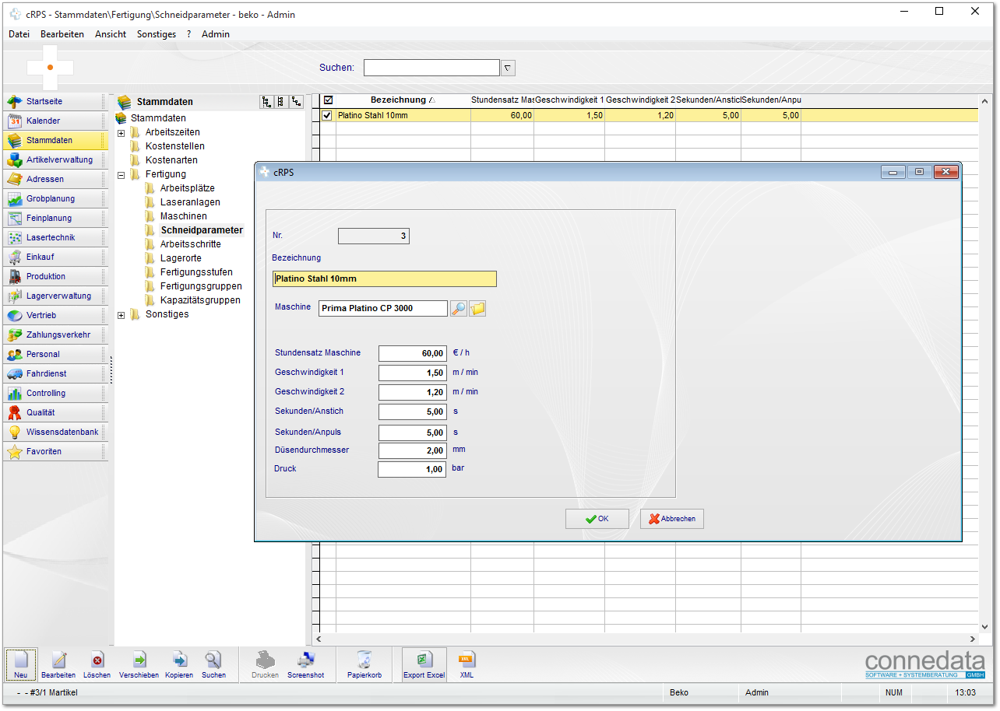 cRPS - Stammdaten\Fertigung\Schneidparameter - beko - Admin
Datei Bearbeiten Ansicht Sonstiges ? Admin
Suchen:
Startseite
Kalender
Stammdaten
Artikelverwaltung
Adressen
Grobplanung
Feinplanung
Lasertechnik
Einkauf
Produktion
Lagerverwaltung
Vertrieb
Zahlungsverkehr
Personal
Fahrdienst
Controlling
Qualität
Wissensdatenbank
Favoriten
Stammdaten
Stammdaten
Arbeitszeiten
Kostenstellen
Kostenarten
Fertigung
Arbeitsplätze
Laseranlagen
Maschinen
Schneidparameter
Arbeitsschritte
Lagerorte
Fertigungsstufen
Fertigungsgruppen
Kapazitätsgruppen
Sonstiges
Bezeichnung Stundensatz Mas Geschwindigkeit 1 Geschwindigkeit 2 Sekunden/Anstich Sekunden/Anpu
Platino Stahl 10mm 60,00 1,50 1,20 5,00 5,00
cRPS
Nr. 3
Bezeichnung
Platino Stahl 10mm
Maschine Prima Platino CP 3000
Stundensatz Maschine 60,00 € / h
Geschwindigkeit 1 1,50 m / min
Geschwindigkeit 2 1,20 m / min
Sekunden/Anstich 5,00 s
Sekunden/Anpuls 5,00 s
Düsendurchmesser 2,00 mm
Druck 1,00 bar
OK Abbrechen
Neu Bearbeiten Löschen Verschieben Kopieren Suchen Drucken Screenshot Papierkorb Export Excel XML
connedata
SOFTWARE + SYSTEMBERATUNG GMBH
- - #3/1 Martikel Beko Admin NUM 13:03